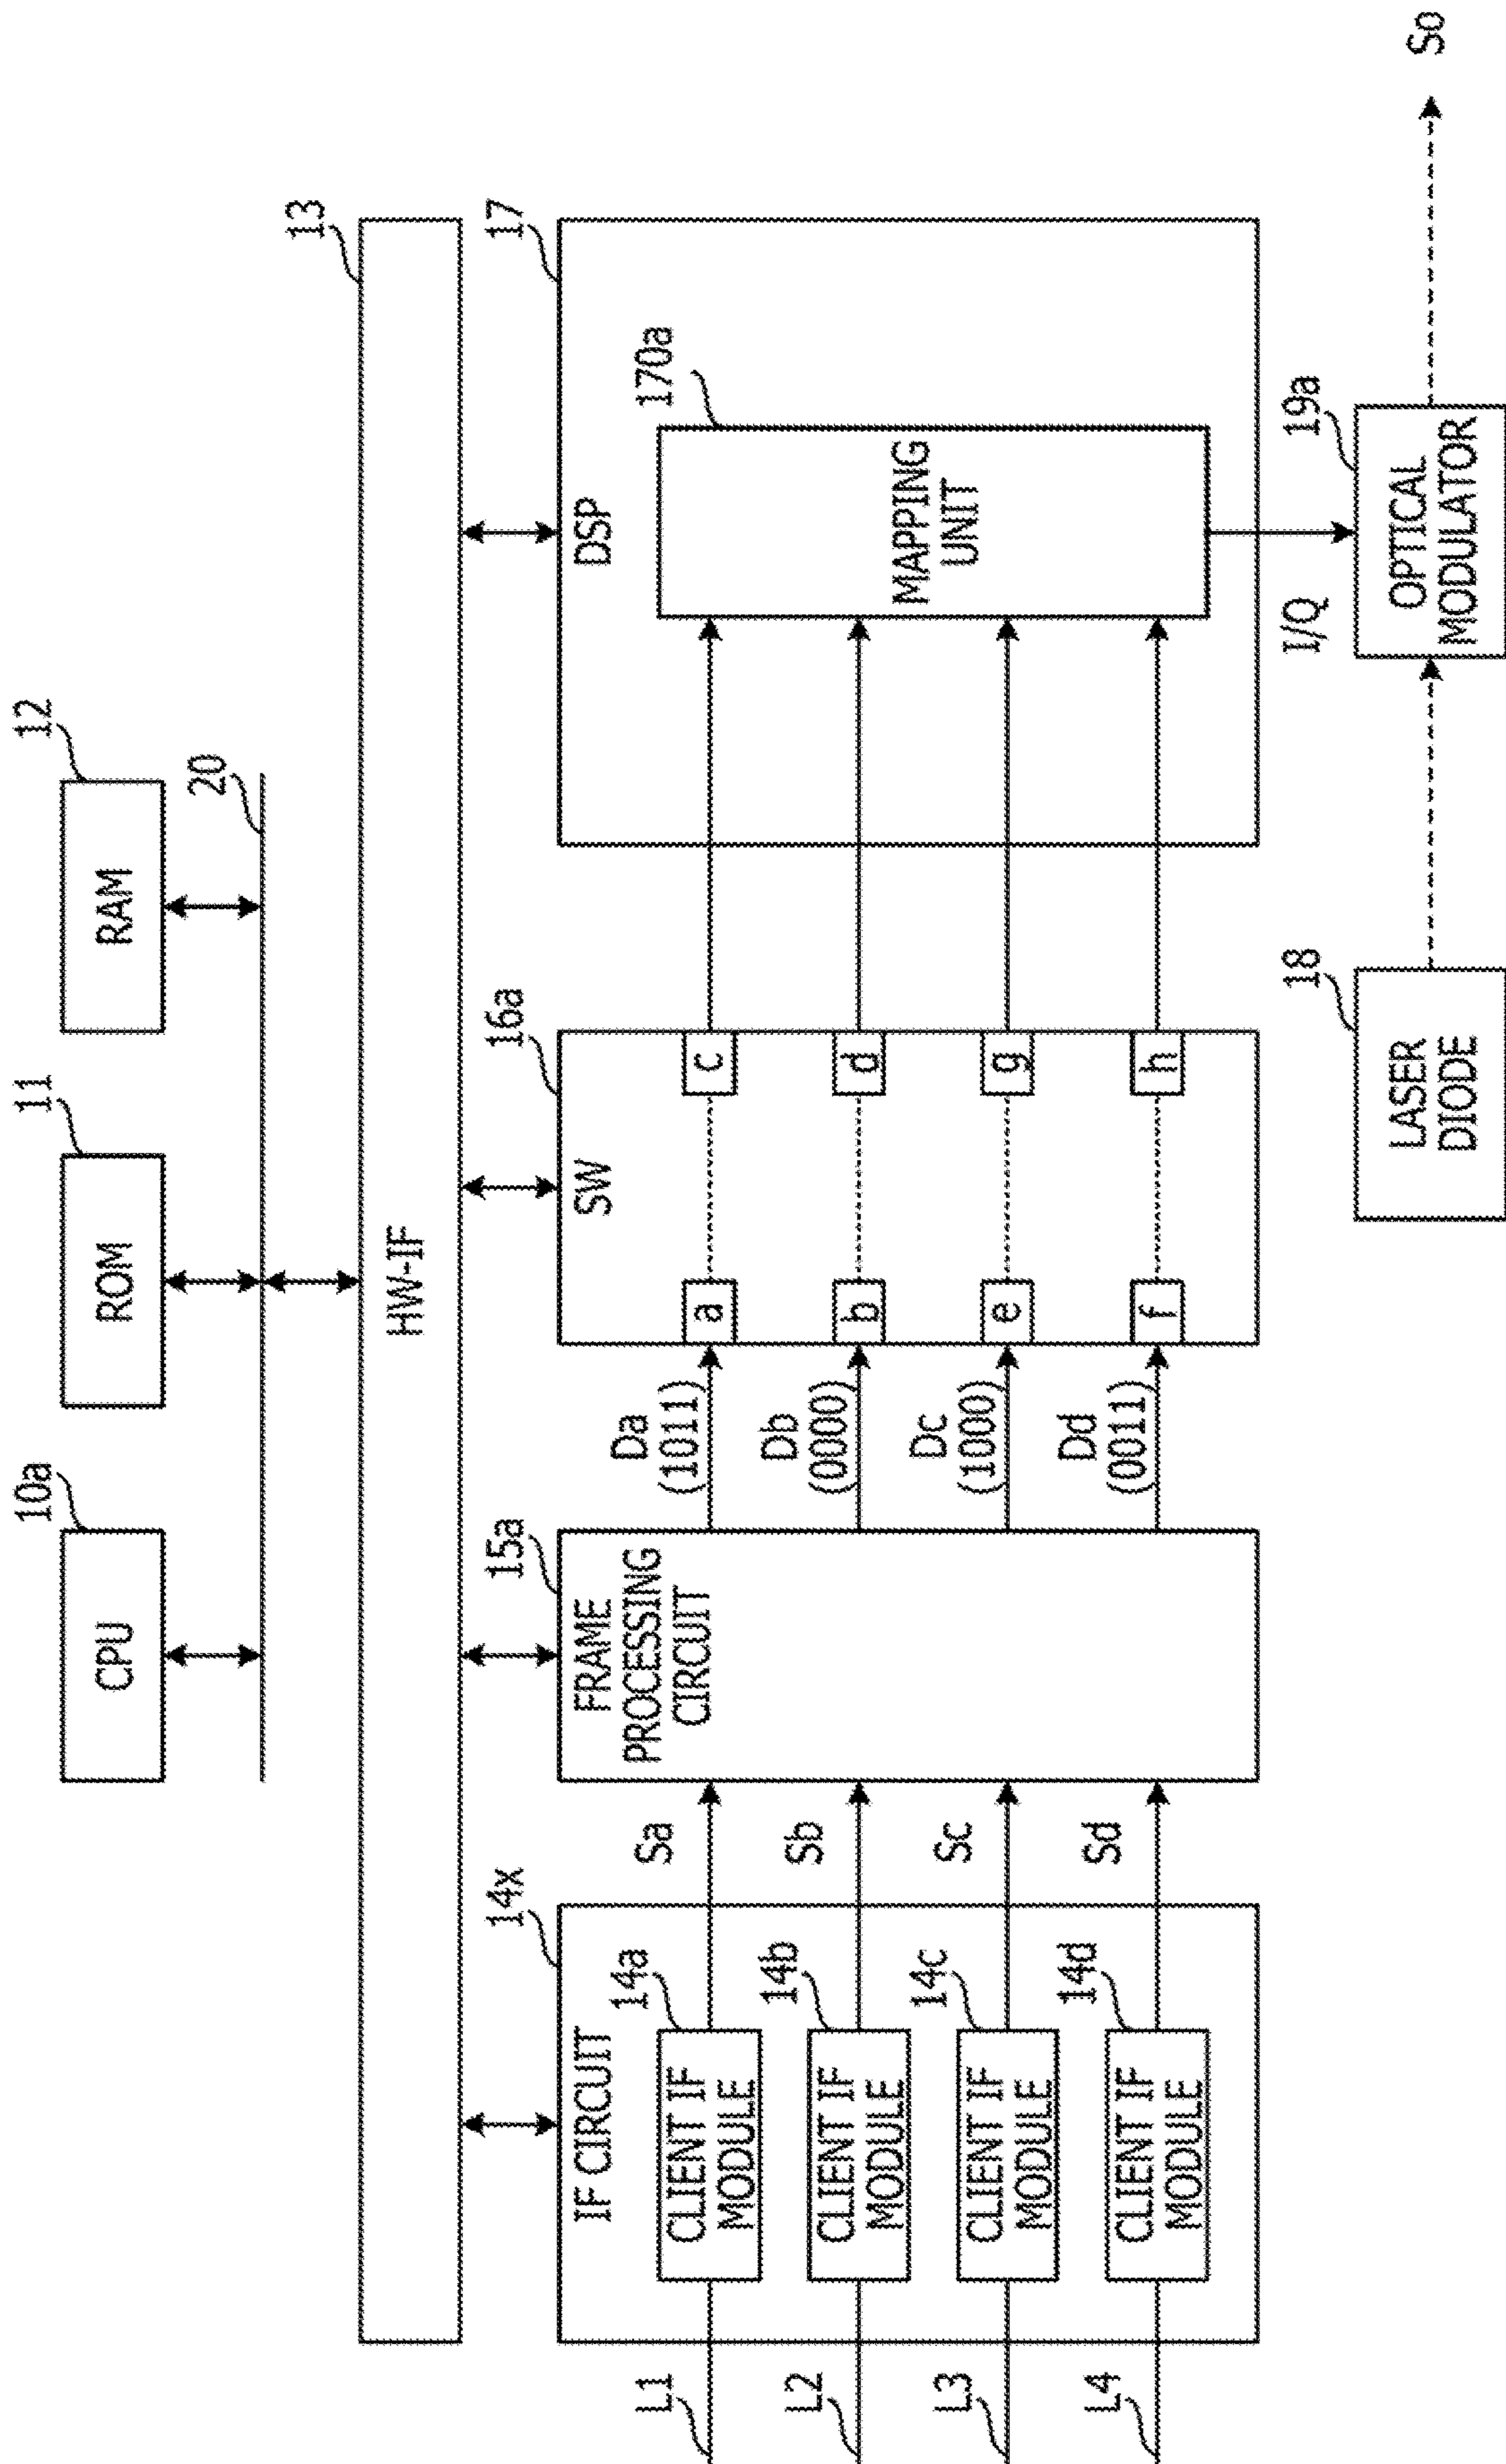 10a
CPU
11
ROM
12
RAM
20
13
HW-IF
14x
IF CIRCUIT
14a
CLIENT IF
MODULE
14b
CLIENT IF
MODULE
14c
CLIENT IF
MODULE
14d
CLIENT IF
MODULE
L1
L2
L3
L4
Sa
Sb
Sc
Sd
15a
FRAME
PROCESSING
CIRCUIT
Da
(1011)
Db
(0000)
Dc
(1000)
Dd
(0011)
16a
SW
a
c
b
d
e
g
f
h
17
DSP
170a
MAPPING
UNIT
I/Q
18
LASER
DIODE
19a
OPTICAL
MODULATOR
So